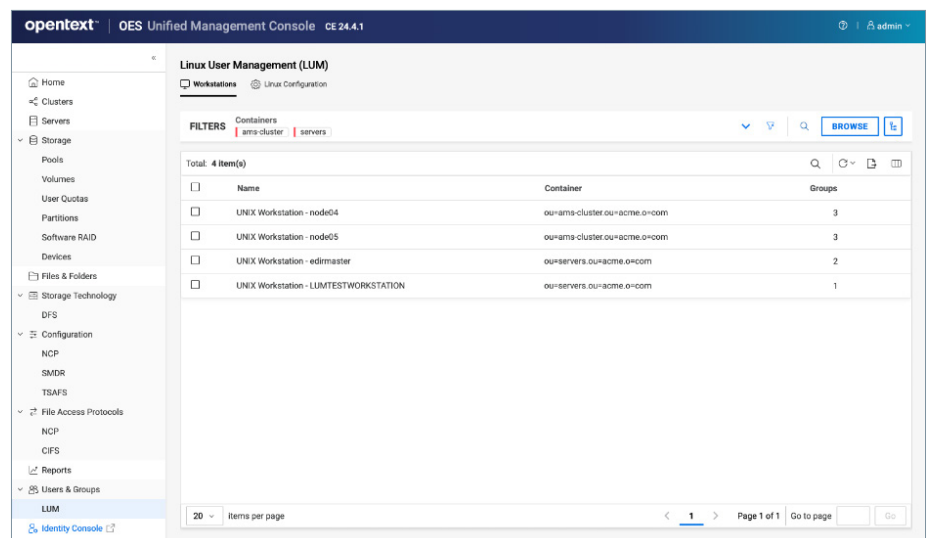 opentext™ | OES Unified Management Console CE 24.4.1
admin
Linux User Management (LUM)
Workstations Linux Configuration
Home
Clusters
Servers
Storage
Pools
Volumes
User Quotas
Partitions
Software RAID
Devices
Files & Folders
Storage Technology
DFS
Configuration
NCP
SMDR
TSAFS
File Access Protocols
NCP
CIFS
Reports
Users & Groups
LUM
Identity Console
FILTERS Containers
ams-cluster servers
BROWSE
Total: 4 item(s)
Name Container Groups
UNIX Workstation - node04 ou=ams-cluster.ou=acme.o=com 3
UNIX Workstation - node05 ou=ams-cluster.ou=acme.o=com 3
UNIX Workstation - edirmaster ou=servers.ou=acme.o=com 2
UNIX Workstation - LUMTESTWORKSTATION ou=servers.ou=acme.o=com 1
20 items per page
1 Page 1 of 1 Go to page Go